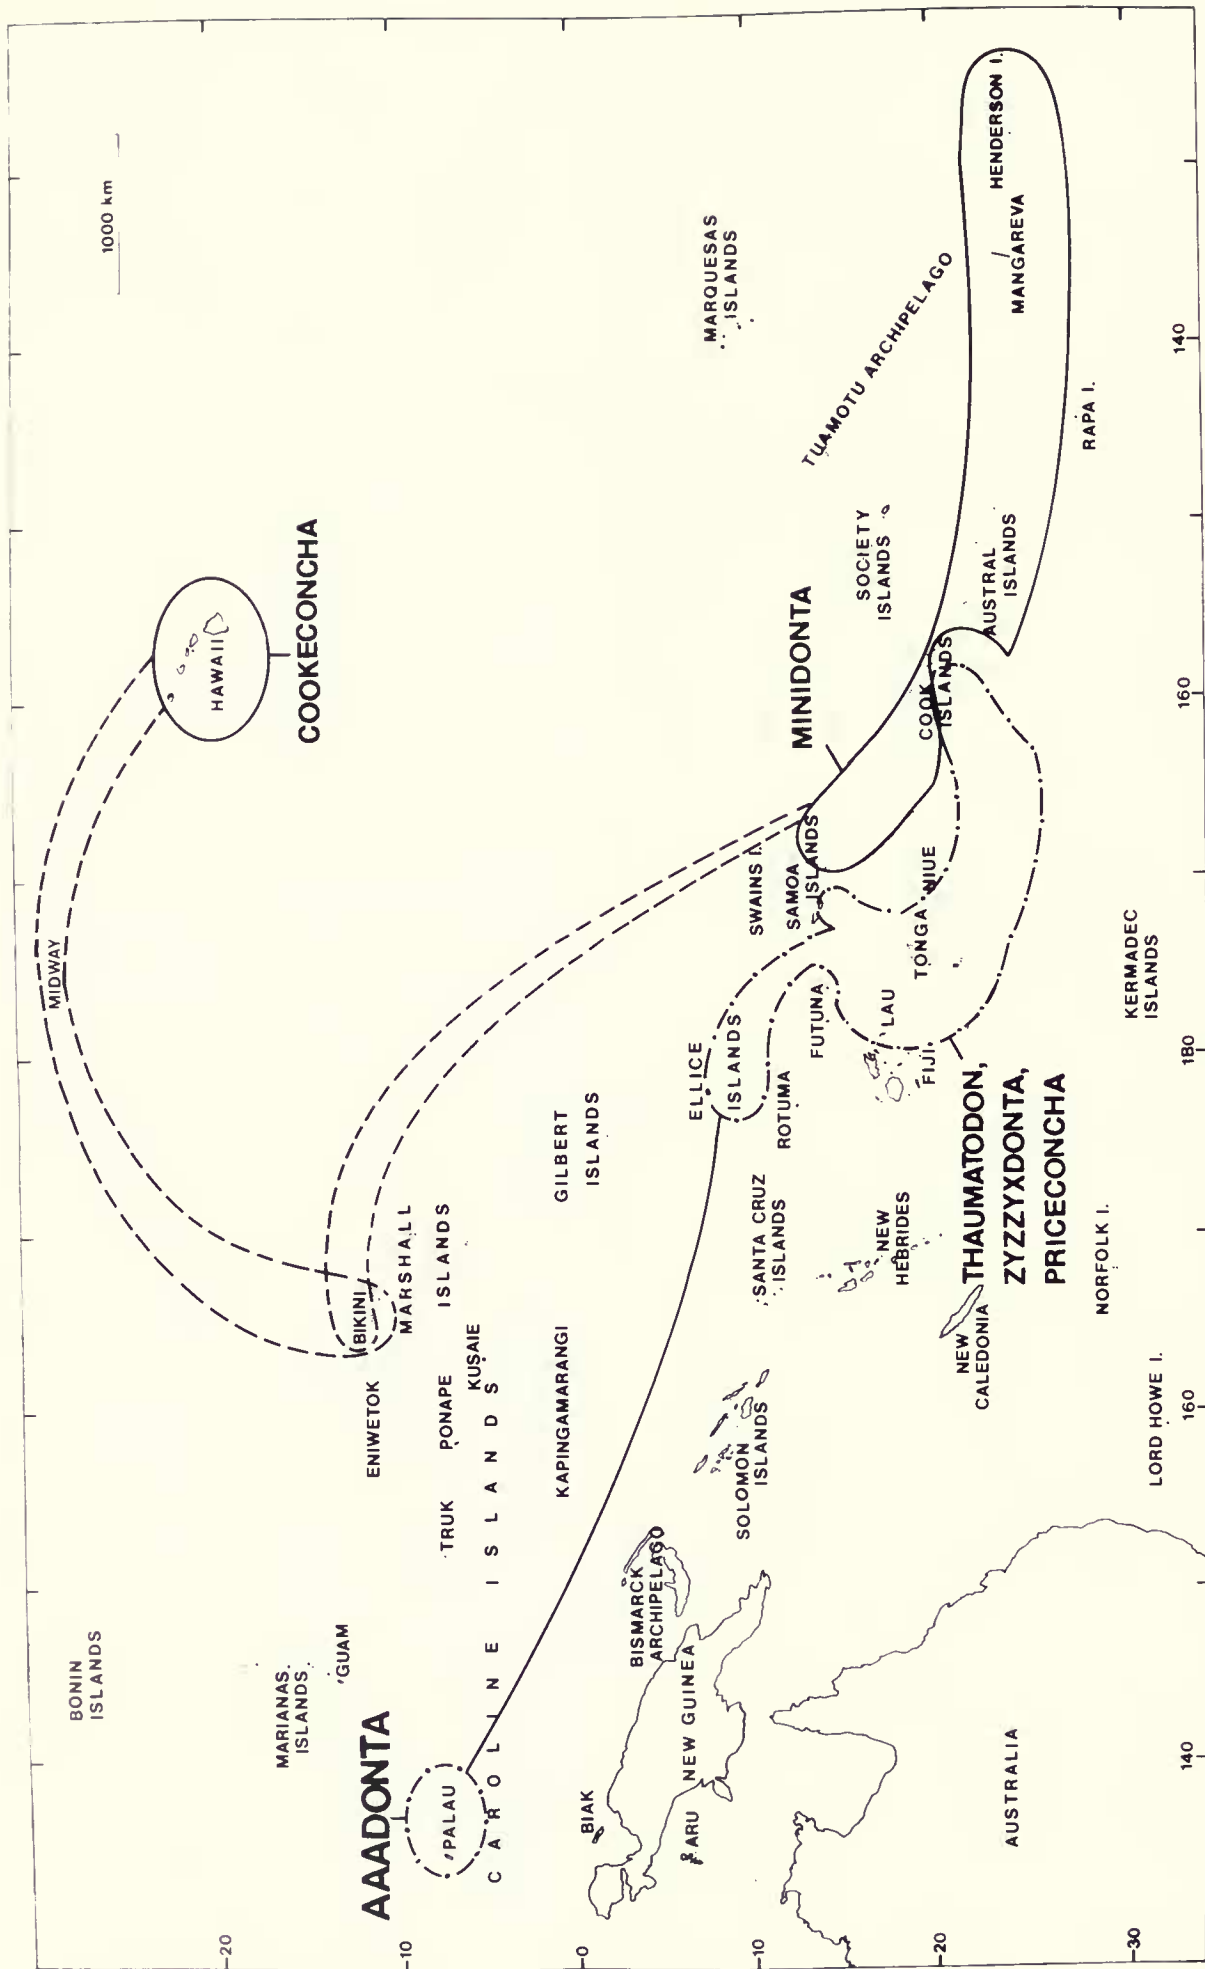 1000 km
BONIN
ISLANDS
MIDWAY
HAWAII
COOKECONCHA
MARIANAS
ISLANDS
GUAM
AAADONTA
PALAU
ENIWETOK
BIKINI
MARSHALL
ISLANDS
TRUK
PONAPE
KUSAIE
CAROLINE ISLANDS
KAPINGAMARANGI
GILBERT
ISLANDS
BIAK
ARU
NEW GUINEA
BISMARCK
ARCHIPELAGO
SOLOMON
ISLANDS
SANTA CRUZ
ISLANDS
ELLICE
ISLANDS
ROTUMA
FUTUNA
SWAINS I.
SAMOA
ISLANDS
MINIDONTA
MARQUESAS
ISLANDS
TUAMOTU ARCHIPELAGO
SOCIETY
ISLANDS
COOK
ISLANDS
AUSTRAL
ISLANDS
MANGAREVA
HENDERSON I.
RAPA I.
NIUE
TONGA
LAU
FIJI
NEW
HEBRIDES
NEW
CALEDONIA
THAUMATODON,
ZYZZYXDONTA,
PRICECONCHA
KERMADEC
ISLANDS
NORFOLK I.
LORD HOWE I.
AUSTRALIA
20
10
0
10
20
30
140
160
180
160
140